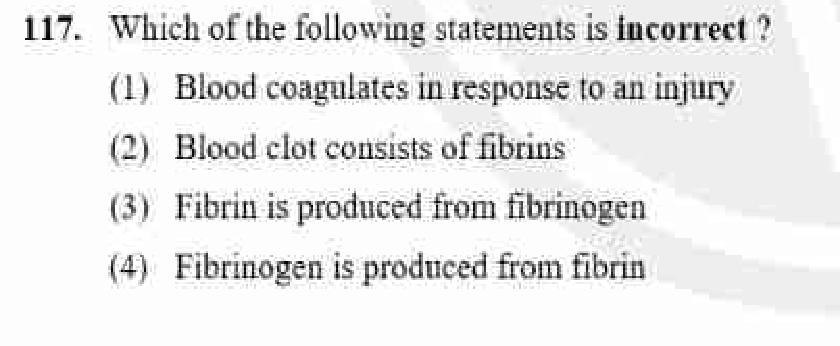 117. Which of the following statements is incorrect ?
(1) Blood coagulates in response to an injury
(2) Blood clot consists of fibrins
(3) Fibrin is produced from fibrinogen
(4) Fibrinogen is produced from fibrin